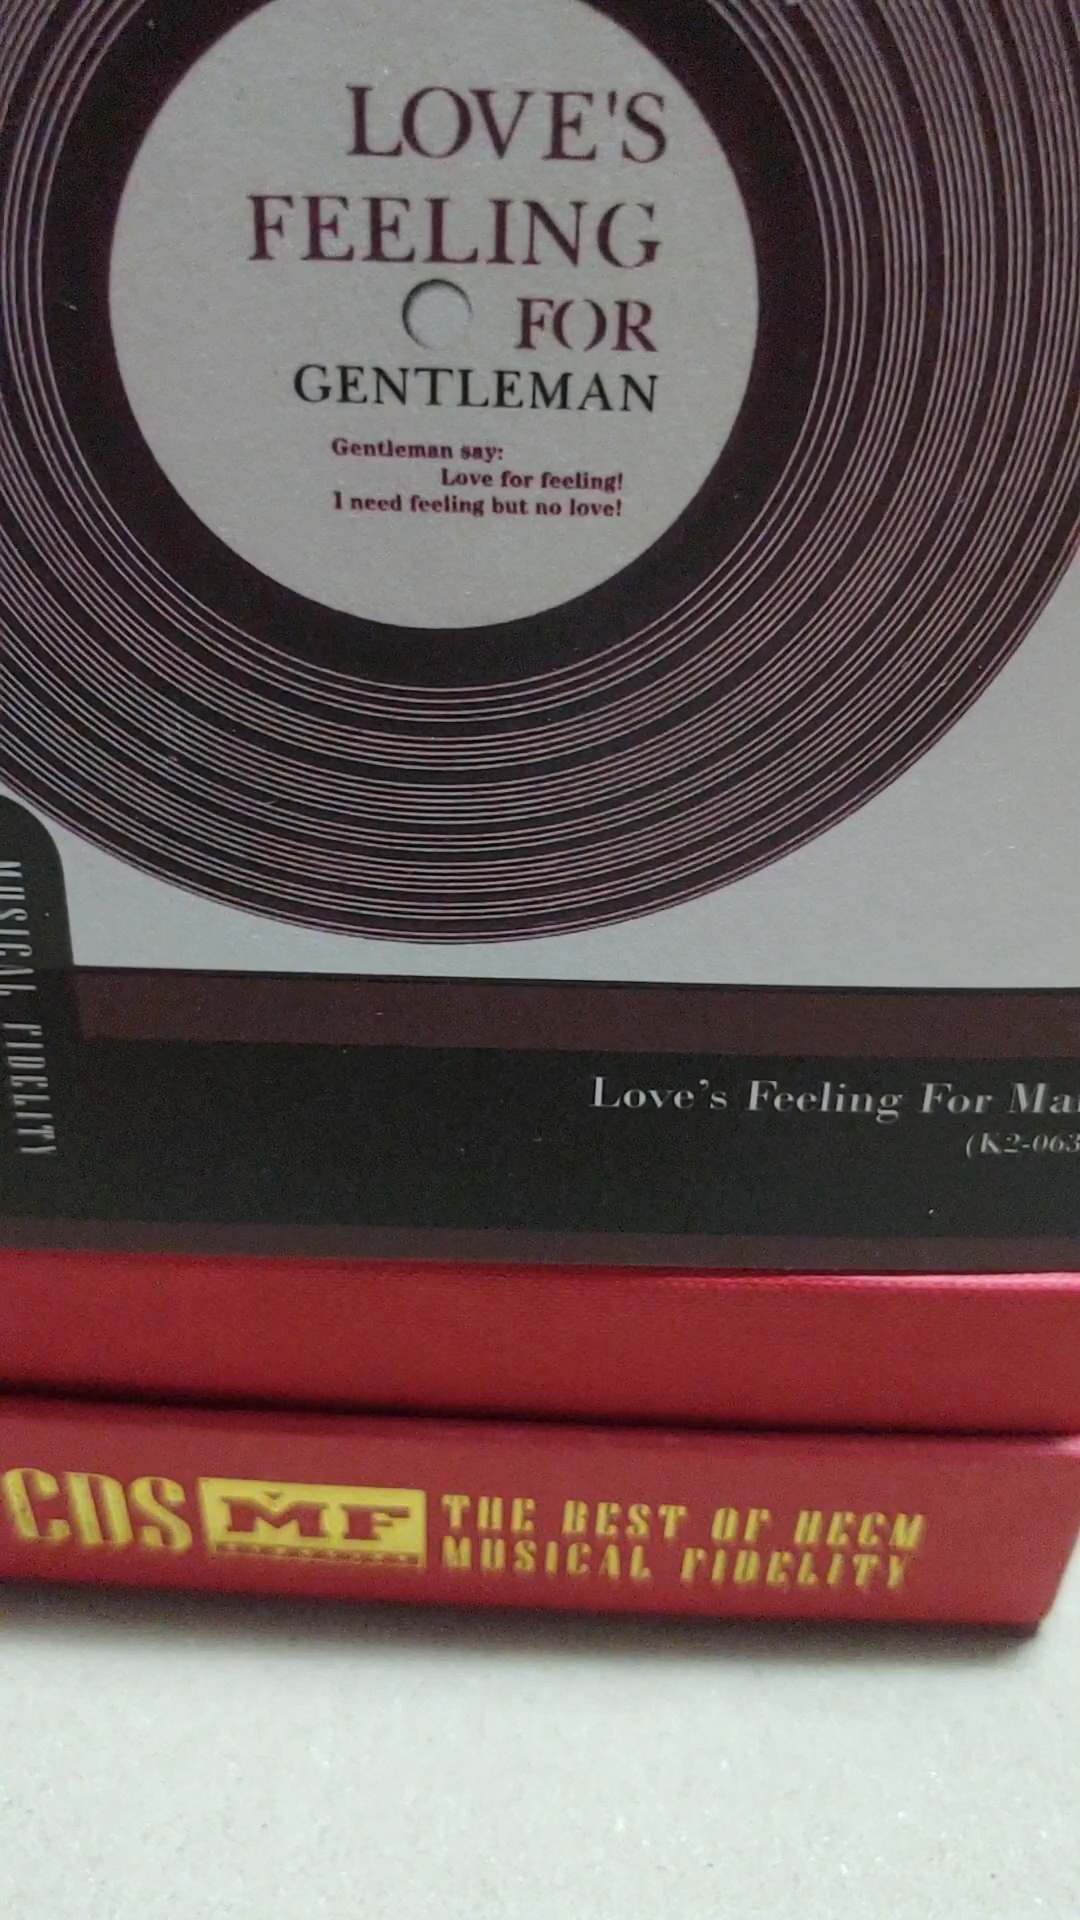 LOVE'S
FEELING
FOR
GENTLEMAN
Gentleman say:
Love for feeling!
I need feeling but no love!
MUSICAL FIDELITY
Love's Feeling For
(K2-063
CDS MF THE BEST OF HECM
MUSICAL FIDELITY